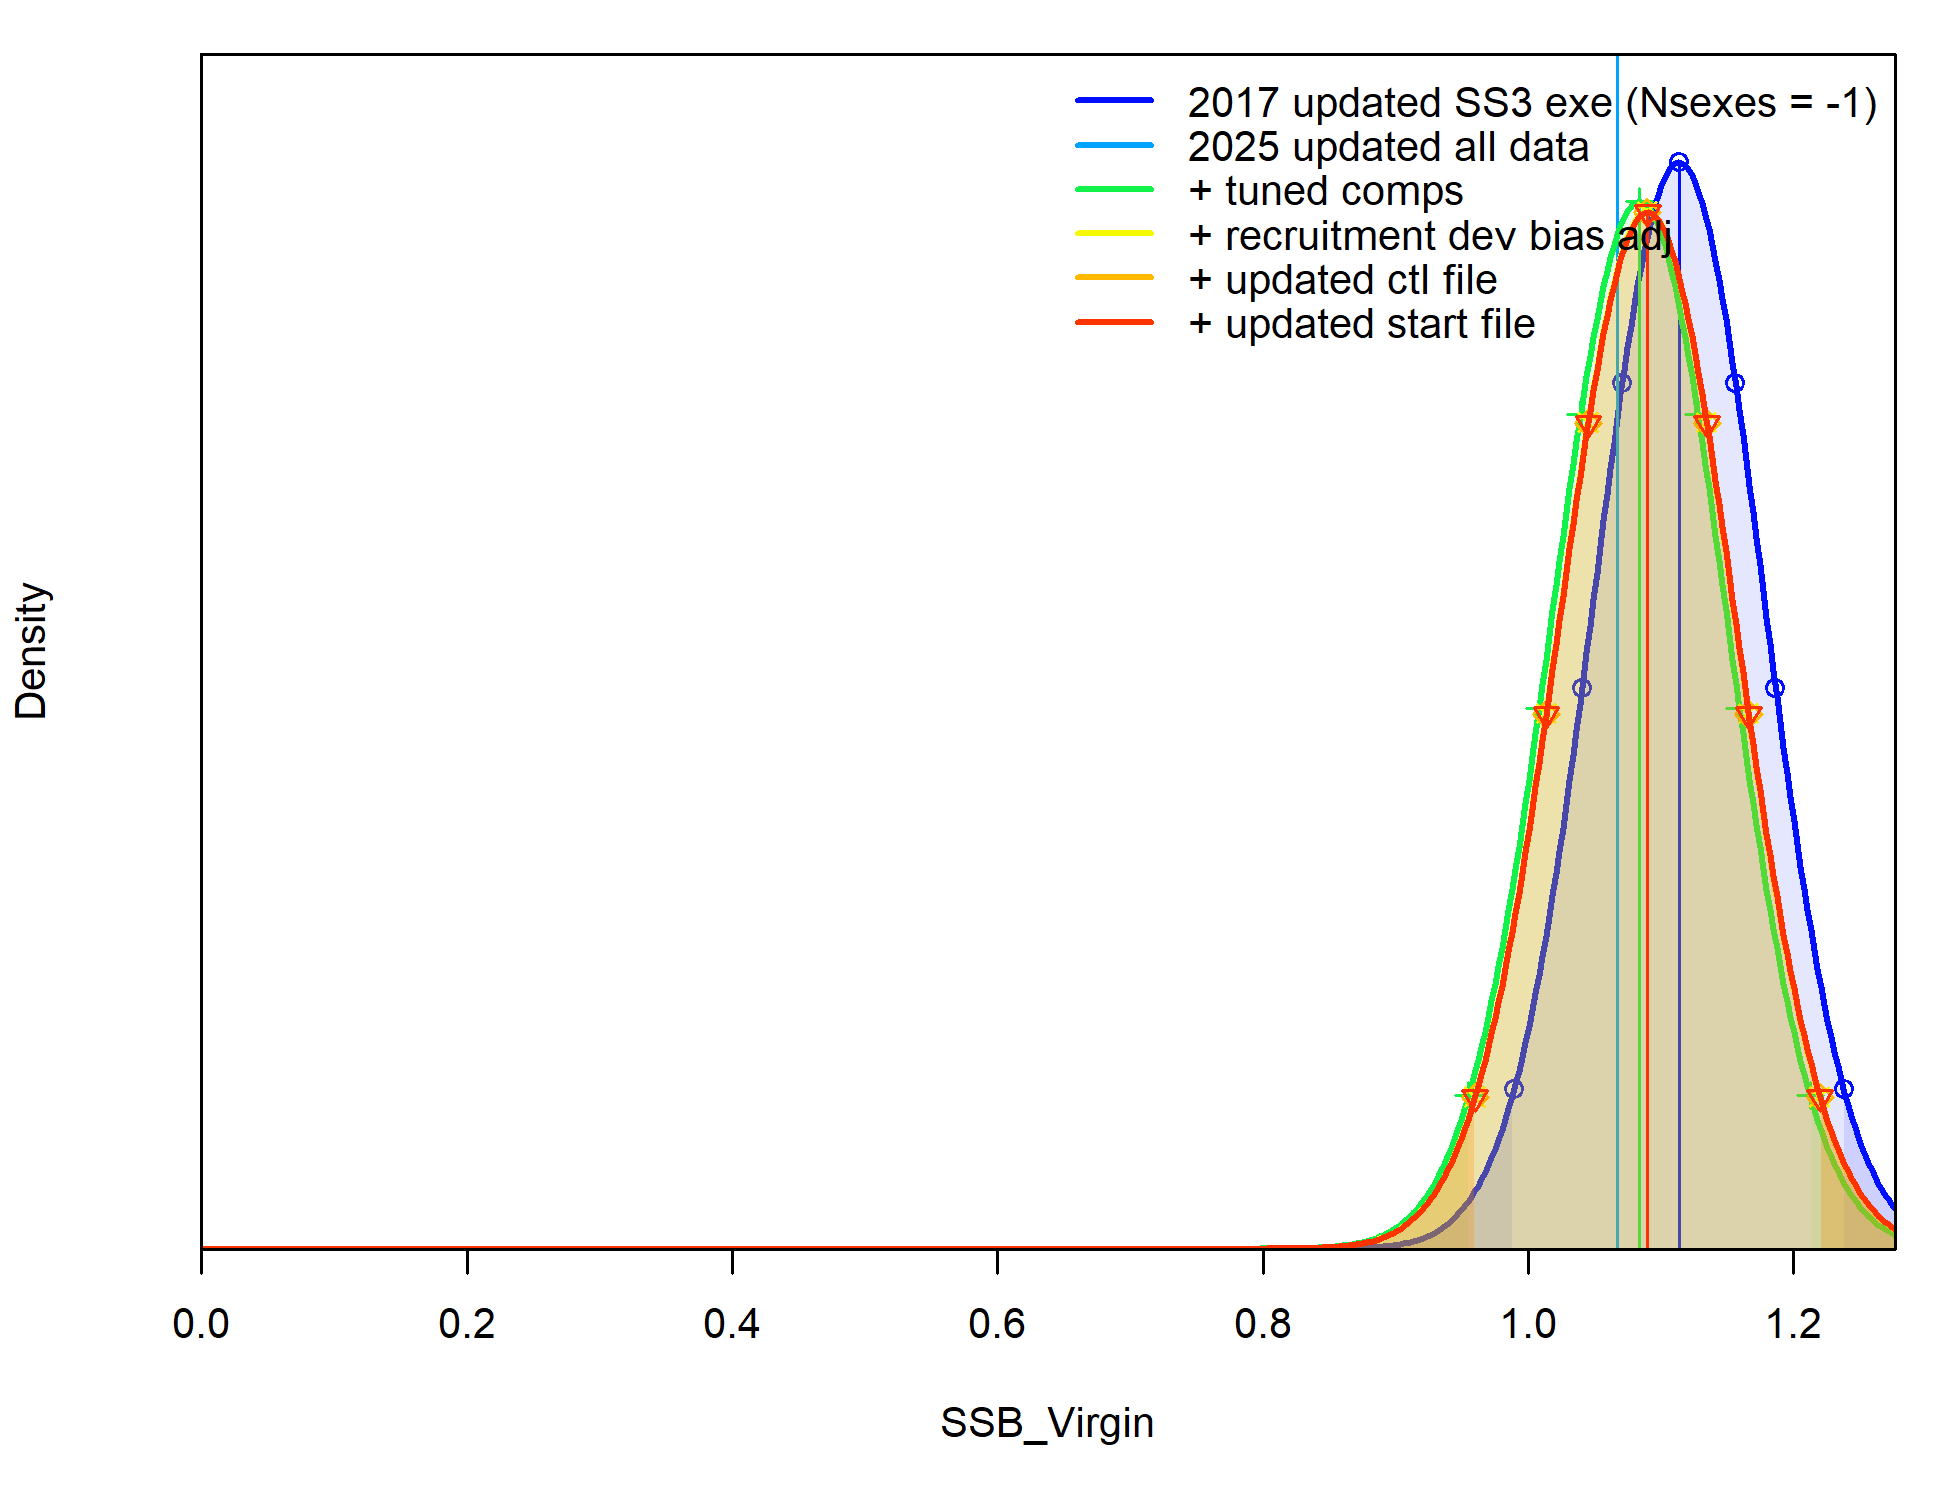 2017 updated SS3 exe (Nsexes = -1)
2025 updated all data
+ tuned comps
+ recruitment dev bias adj
+ updated ctl file
+ updated start file
Density
0.0 0.2 0.4 0.6 0.8 1.0 1.2
SSB_Virgin